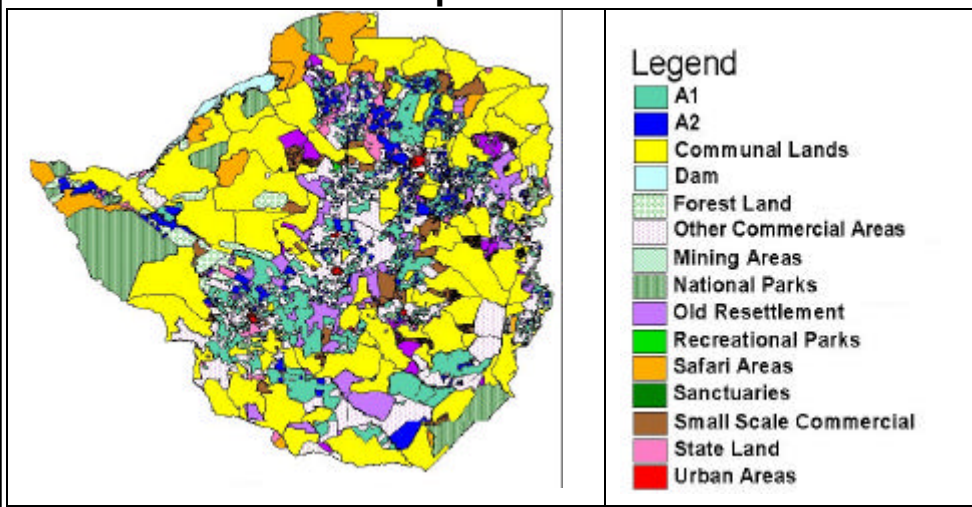 Legend
A1
A2
Communal Lands
Dam
Forest Land
Other Commercial Areas
Mining Areas
National Parks
Old Resettlement
Recreational Parks
Safari Areas
Sanctuaries
Small Scale Commercial
State Land
Urban Areas